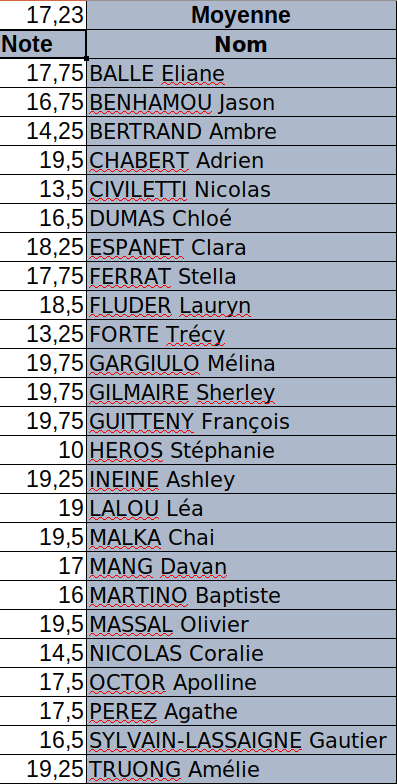 17,23 Moyenne
Note Nom
17,75 BALLE Eliane
16,75 BENHAMOU Jason
14,25 BERTRAND Ambre
19,5 CHABERT Adrien
13,5 CIVILETTI Nicolas
16,5 DUMAS Chloé
18,25 ESPANET Clara
17,75 FERRAT Stella
18,5 FLUDER Lauryn
13,25 FORTE Trécy
19,75 GARGIULO Mélina
19,75 GILMAIRE Sherley
19,75 GUITTENY François
10 HEROS Stéphanie
19,25 INEINE Ashley
19 LALOU Léa
19,5 MALKA Chai
17 MANG Davan
16 MARTINO Baptiste
19,5 MASSAL Olivier
14,5 NICOLAS Coralie
17,5 OCTOR Apolline
17,5 PEREZ Agathe
16,5 SYLVAIN-LASSAIGNE Gautier
19,25 TRUONG Amélie